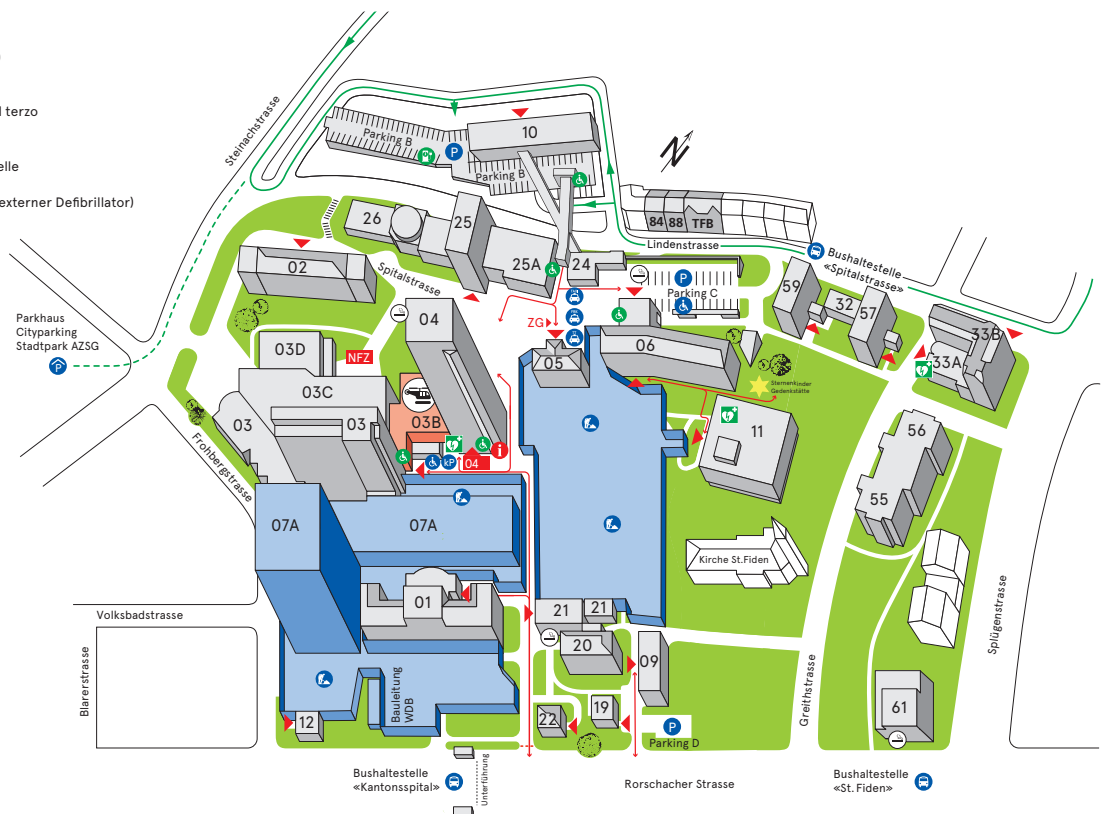 l terzo
elle
externer Defibrillator)
Steinachstrasse
Parking B
P
10
Parking B
N
84 88 TFB
Lindenstrasse
Bushaltestelle
«Spitalstrasse»
26
25
25A
24
02
Spitalstrasse
P
Parking C
59
32
57
33B
33A
Parkhaus
Cityparking
Stadtpark AZSG
P
04
ZG
03D
NFZ
05
06
Sternenkinder
Gedenkstätte
03C
03
03
03B
i
kP
04
11
56
55
Frohbergstrasse
07A
07A
Kirche St.Fiden
01
21
21
Volksbadstrasse
20
09
Blarerstrasse
Bauleitung
WDB
Greithstrasse
Splügenstrasse
12
22
19
61
P
Parking D
Bushaltestelle
«Kantonsspital»
Unterführung
Rorschacher Strasse
Bushaltestelle
«St. Fiden»